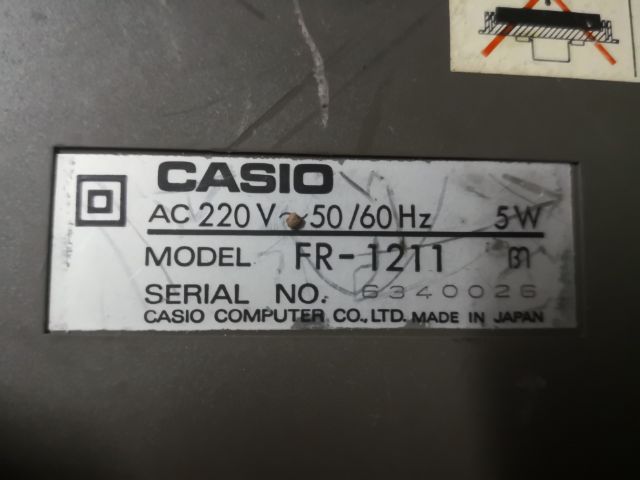 CASIO
AC 220 V ~ 50/60 Hz 5W
MODEL FR-1211
SERIAL NO. 6340026
CASIO COMPUTER CO., LTD. MADE IN JAPAN